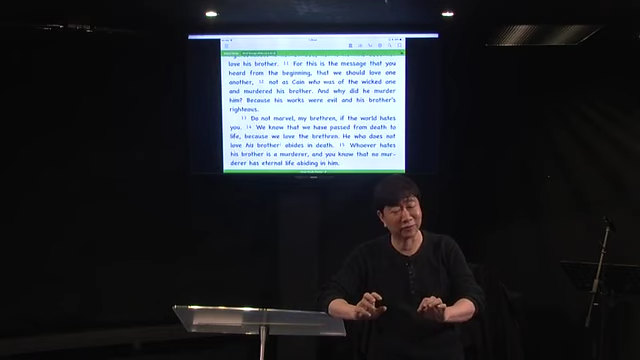 love his brother. 11 For this is the message that you
heard from the beginning, that we should love one
another, 12 not as Cain who was of the wicked one
and murdered his brother. And why did he murder
him? Because his works were evil and his brother's
righteous.
13 Do not marvel, my brethren, if the world hates
you. 14 We know that we have passed from death to
life, because we love the brethren. He who does not
love his brother abides in death. 15 Whoever hates
his brother is a murderer, and you know that no mur-
derer has eternal life abiding in him.